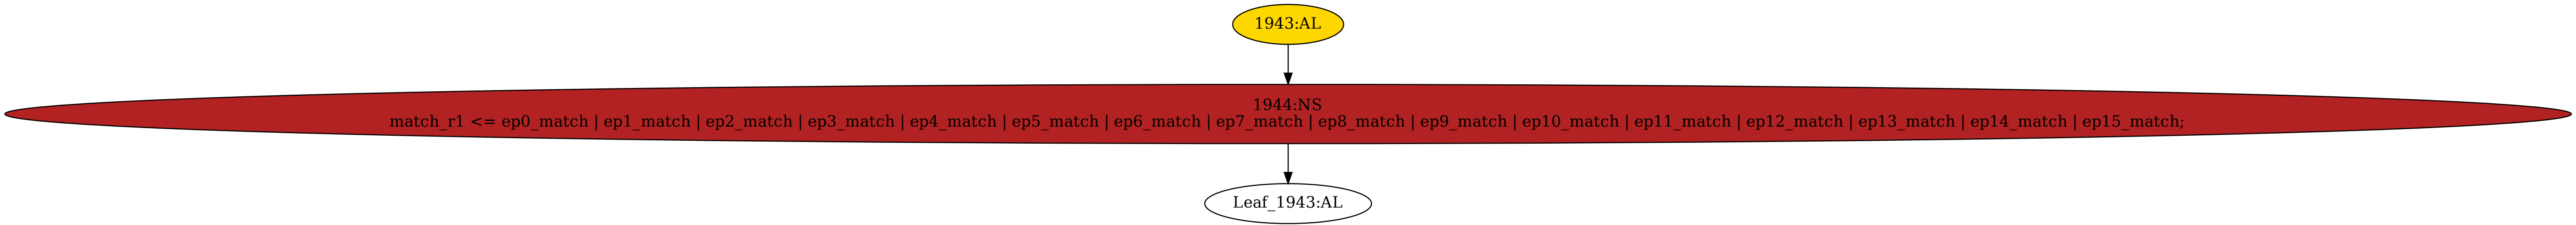 1943:AL
1944:NS
match_r1 <= ep0_match | ep1_match | ep2_match | ep3_match | ep4_match | ep5_match | ep6_match | ep7_match | ep8_match | ep9_match | ep10_match | ep11_match | ep12_match | ep13_match | ep14_match | ep15_match;
Leaf_1943:AL